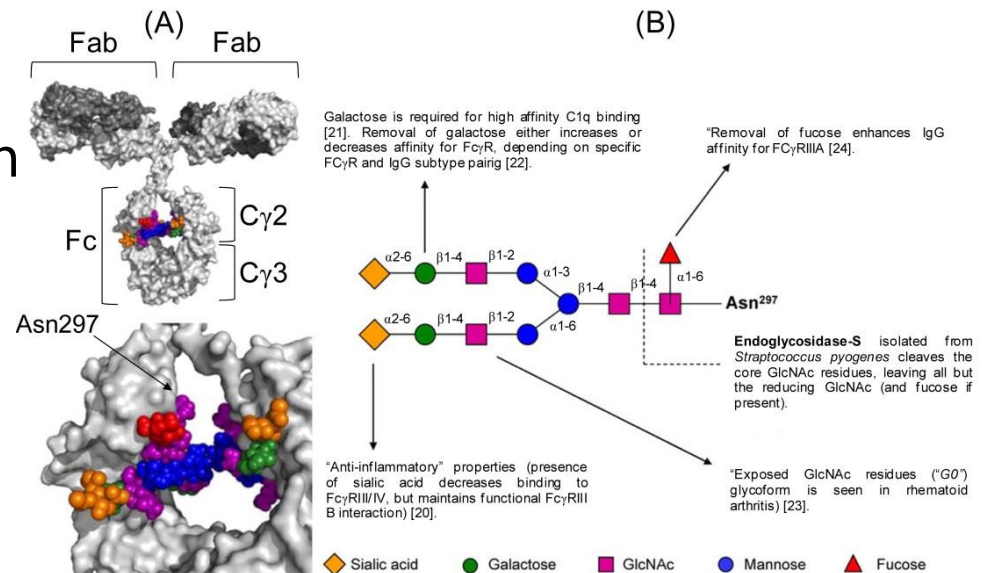 (A)
Fab
Fab
n
Fc
Cγ2
Cγ3
Asn297
(B)
Galactose is required for high affinity C1q binding
[21]. Removal of galactose either increases or
decreases affinity for FcγR, depending on specific
FCγR and IgG subtype pairig [22].
“Removal of fucose enhances IgG
affinity for FCγRIIIA [24].
α2-6 β1-4 β1-2 α1-3 β1-4 β1-4 α1-6
Asn²⁹⁷
α2-6 β1-4 β1-2 α1-6
Endoglycosidase-S isolated from
Streptococcus pyogenes cleaves the
core GlcNAc residues, leaving all but
the reducing GlcNAc (and fucose if
present).
“Anti-inflammatory” properties (presence
of sialic acid decreases binding to
FcγRIII/IV, but maintains functional FcγRIII
B interaction) [20].
“Exposed GlcNAc residues (“G0”)
glycoform is seen in rhematoid
arthritis) [23].
Sialic acid Galactose GlcNAc Mannose Fucose